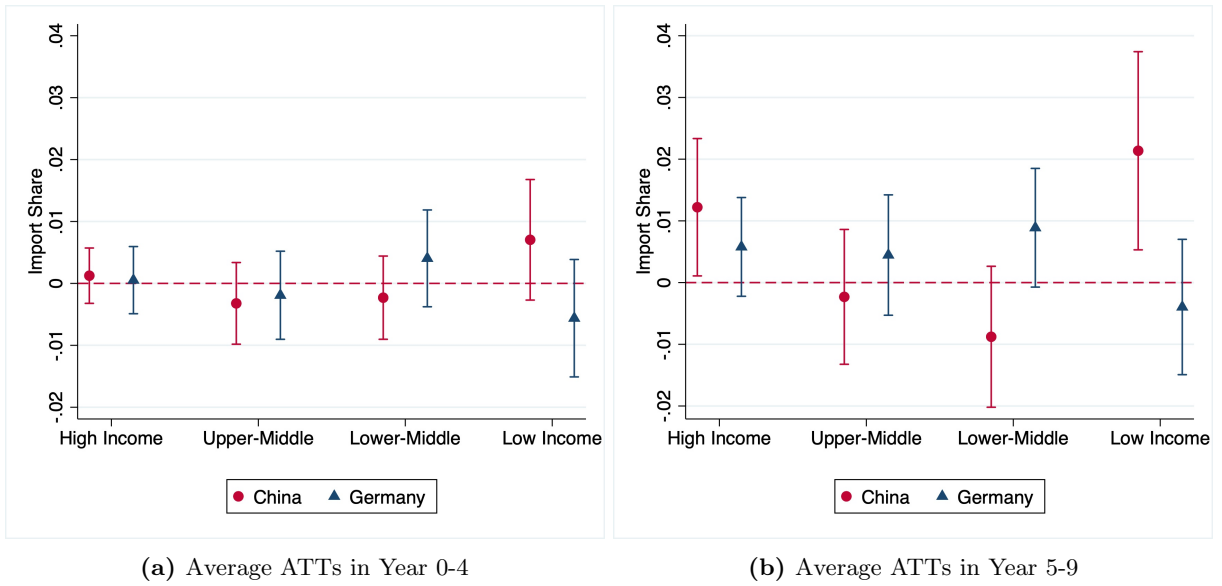 .04
.03
.02
.01
0
-.01
-.02
Import Share
High Income
Upper-Middle
Lower-Middle
Low Income
China
Germany
(a) Average ATTs in Year 0-4
.04
.03
.02
.01
0
-.01
-.02
Import Share
High Income
Upper-Middle
Lower-Middle
Low Income
China
Germany
(b) Average ATTs in Year 5-9